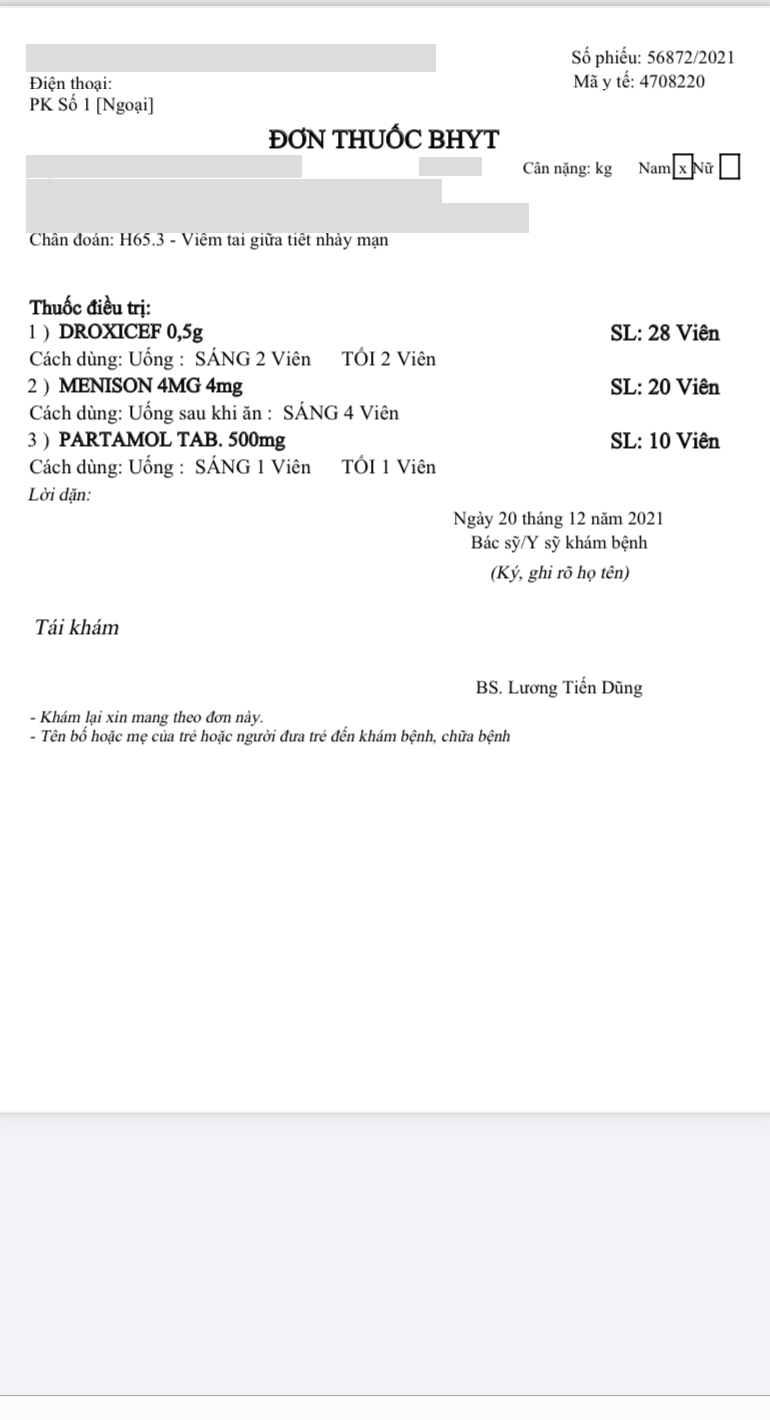 Số phiếu: 56872/2021
Điện thoại:
Mã y tế: 4708220
PK Số 1 [Ngoại]
ĐƠN THUỐC BHYT
Cân nặng: kg Nam x Nữ
Chẩn đoán: H65.3 - Viêm tai giữa tiết nhày mạn
Thuốc điều trị:
1 ) DROXICEF 0,5g SL: 28 Viên
Cách dùng: Uống : SÁNG 2 Viên TỐI 2 Viên
2 ) MENISON 4MG 4mg SL: 20 Viên
Cách dùng: Uống sau khi ăn : SÁNG 4 Viên
3 ) PARTAMOL TAB. 500mg SL: 10 Viên
Cách dùng: Uống : SÁNG 1 Viên TỐI 1 Viên
Lời dặn:
Ngày 20 tháng 12 năm 2021
Bác sỹ/Y sỹ khám bệnh
(Ký, ghi rõ họ tên)
Tái khám
BS. Lương Tiến Dũng
- Khám lại xin mang theo đơn này.
- Tên bố hoặc mẹ của trẻ hoặc người đưa trẻ đến khám bệnh, chữa bệnh